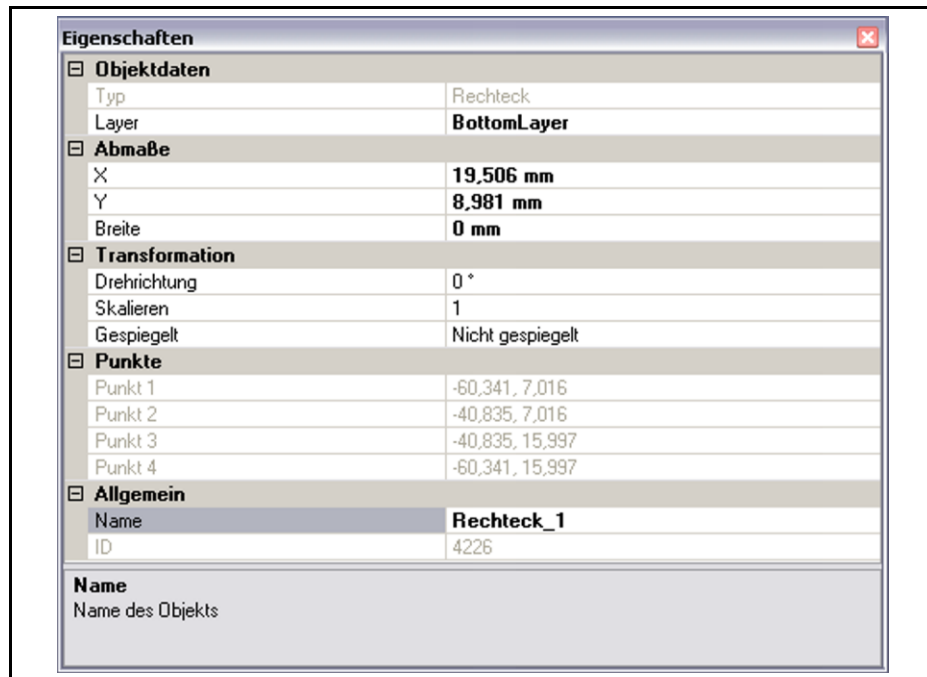 Eigenschaften
Objektdaten
Typ Rechteck
Layer BottomLayer
Abmaße
X 19,506 mm
Y 8,981 mm
Breite 0 mm
Transformation
Drehrichtung 0 °
Skalieren 1
Gespiegelt Nicht gespiegelt
Punkte
Punkt 1 -60,341, 7,016
Punkt 2 -40,835, 7,016
Punkt 3 -40,835, 15,997
Punkt 4 -60,341, 15,997
Allgemein
Name Rechteck_1
ID 4226
Name
Name des Objekts